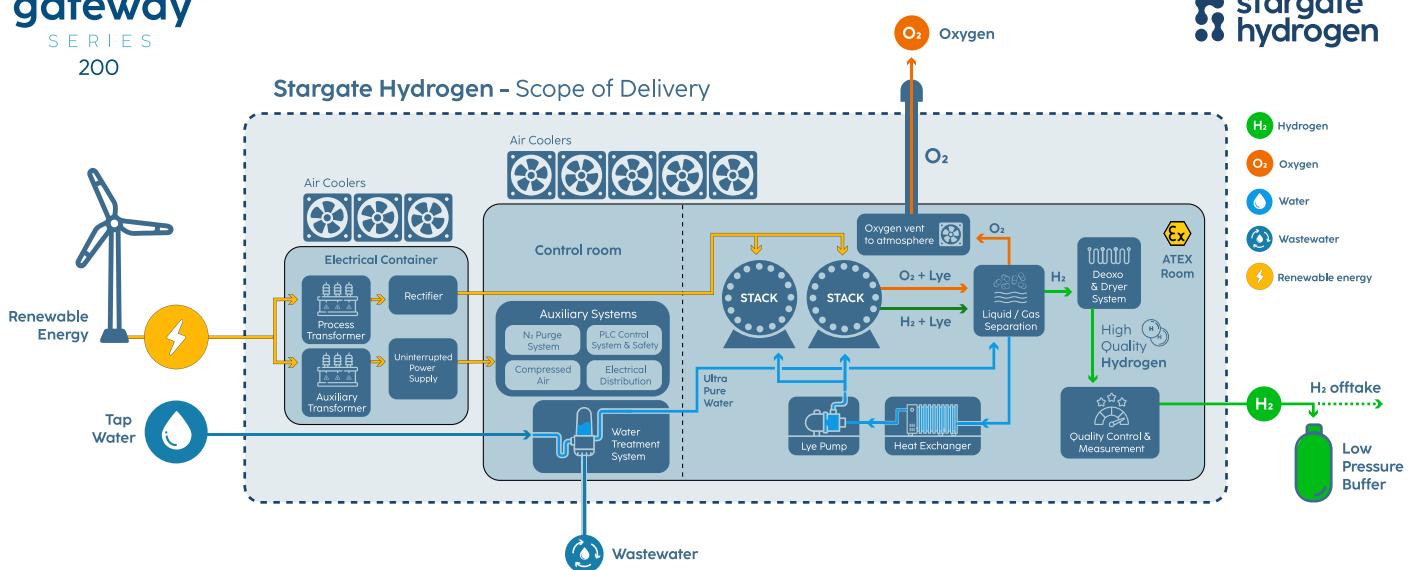 gateway
SERIES
200
stargate
hydrogen
Stargate Hydrogen - Scope of Delivery
O₂
Oxygen
H₂
Hydrogen
O₂
Oxygen
Water
Wastewater
Renewable energy
Air Coolers
Air Coolers
O₂
Electrical Container
Process
Transformer
Rectifier
Auxiliary
Transformer
Uninterrupted
Power
Supply
Renewable
Energy
Tap
Water
Control room
Auxiliary Systems
N₂ Purge
System
PLC Control
System & Safety
Compressed
Air
Electrical
Distribution
Water
Treatment
System
Wastewater
Ultra
Pure
Water
STACK
STACK
Oxygen vent
to atmosphere
O₂
O₂ + Lye
H₂ + Lye
Liquid / Gas
Separation
H₂
Deoxo
& Dryer
System
Ex
ATEX
Room
High
Quality
Hydrogen
H
H
Lye Pump
Heat Exchanger
Quality Control &
Measurement
H₂
H₂ offtake
Low
Pressure
Buffer